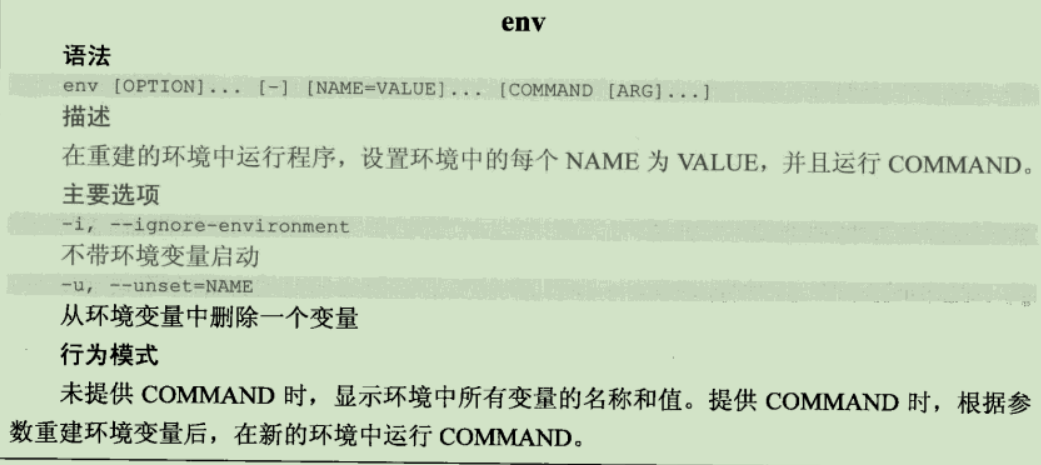 env
语法
env [OPTION]... [-] [NAME=VALUE]... [COMMAND [ARG]...]
描述
在重建的环境中运行程序，设置环境中的每个 NAME 为 VALUE，并且运行 COMMAND。
主要选项
-i, --ignore-environment
不带环境变量启动
-u, --unset=NAME
从环境变量中删除一个变量
行为模式
未提供 COMMAND 时，显示环境中所有变量的名称和值。提供 COMMAND 时，根据参
数重建环境变量后，在新的环境中运行 COMMAND。